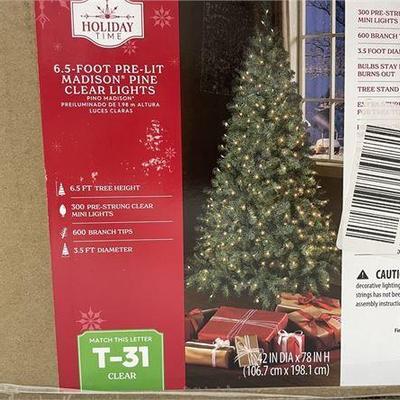 HOLIDAY
TIME
6.5-FOOT PRE-LIT
MADISON® PINE
CLEAR LIGHTS
PINO MADISON®
PREILUMINADO DE 1,98 m ALTURA
LUCES CLARAS
6.5 FT TREE HEIGHT
300 PRE-STRUNG CLEAR
MINI LIGHTS
600 BRANCH TIPS
3.5 FT DIAMETER
MATCH THIS LETTER
T-31
CLEAR
42 IN DIA x 78 IN H
(106.7 cm x 198.1 cm)
300 PRE-STRUNG
MINI LIGHTS
600 BRANCH T
3.5 FOOT DIAM
BULBS STAY
BURNS OUT
TREE STAND
CAUT
decorative lighting
strings has not bee
assembly instructio